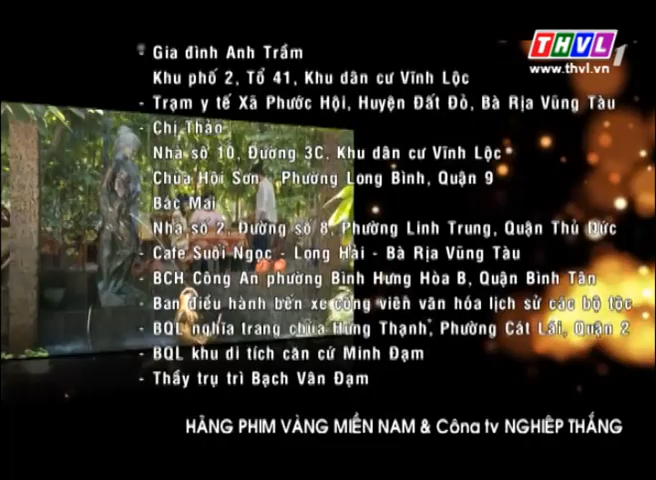 THVL1
www.thvl.vn
- Gia đình Anh Trầm
Khu phố 2, Tổ 41, Khu dân cư Vĩnh Lộc
- Trạm y tế Xã Phước Hội, Huyện Đất Đỏ, Bà Rịa Vũng Tàu
- Chị Thảo
Nhà số 10, Đường 3C, Khu dân cư Vĩnh Lộc
- Chùa Hội Sơn - Phường Long Bình, Quận 9
- Bác Mai
Nhà số 2, Đường số 8, Phường Linh Trung, Quận Thủ Đức
- Cafe Suối Ngọc - Long Hải - Bà Rịa Vũng Tàu
- BCH Công An phường Bình Hưng Hòa B, Quận Bình Tân
- Ban điều hành bến xe công viên văn hóa lịch sử các bộ tộc
- BQL nghĩa trang chùa Hưng Thạnh, Phường Cát Lái, Quận 2
- BQL khu di tích căn cứ Minh Đạm
- Thầy trụ trì Bạch Vân Đạm
HÃNG PHIM VÀNG MIỀN NAM & Công ty NGHIỆP THẮNG